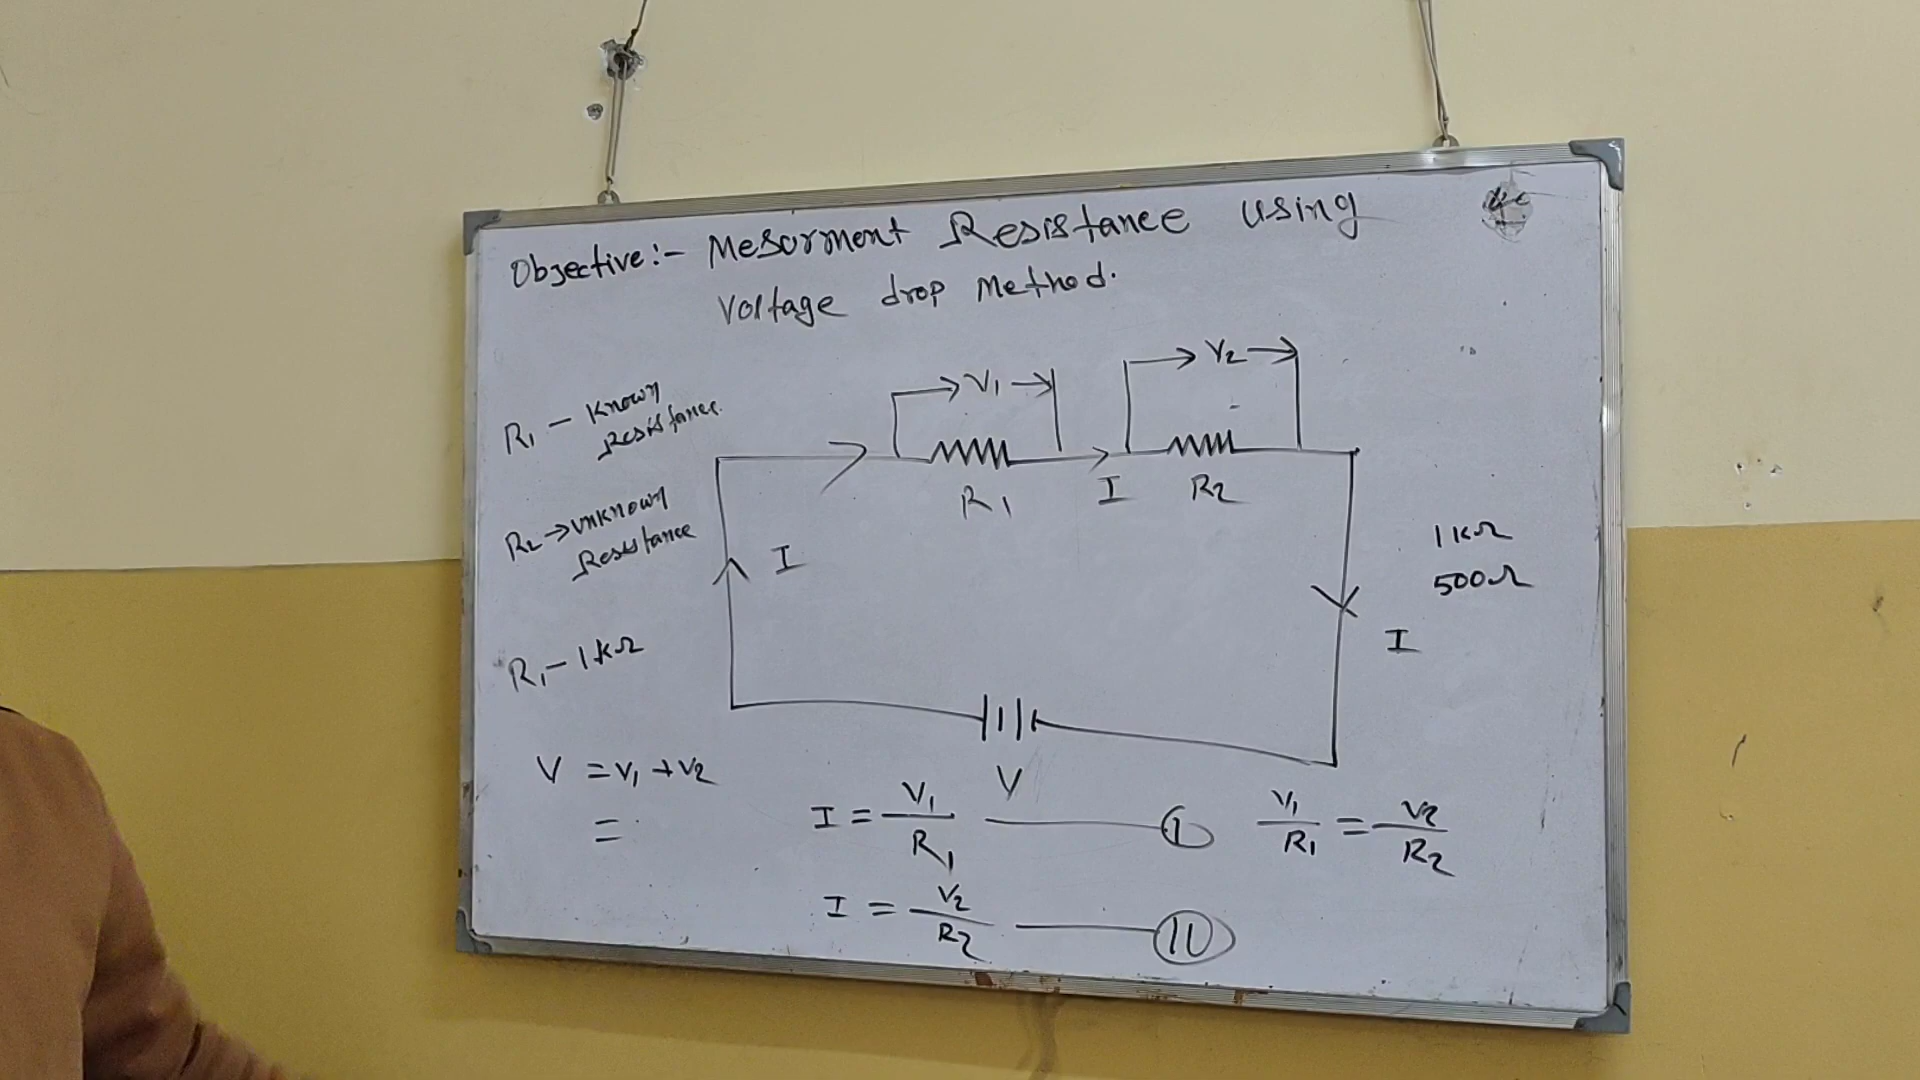 Objective:- Mesorment Resistance using
Voltage drop Method.
R1 - Known
Resistance.
R2 → Unknown
Resistance
R1 - 1kΩ
→ V1 →
→ V2 →
R1
I
R2
I
1kΩ
500Ω
I
V
V = V1 + V2
=
I = V1/R1 — I
V1/R1 = V2/R2
I = V2/R2 — II